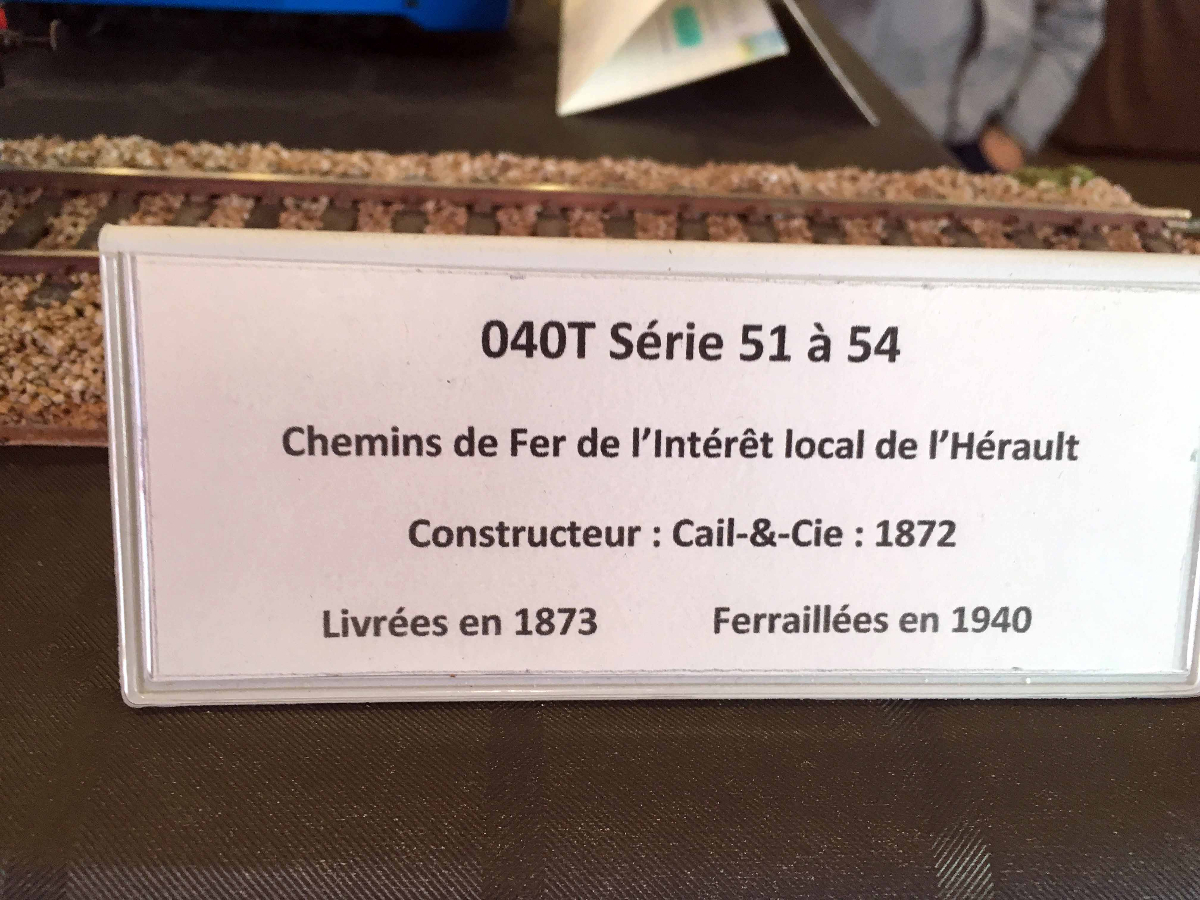 040T Série 51 à 54
Chemins de Fer de l’Intérêt local de l’Hérault
Constructeur : Cail-&-Cie : 1872
Livrées en 1873 Ferraillées en 1940